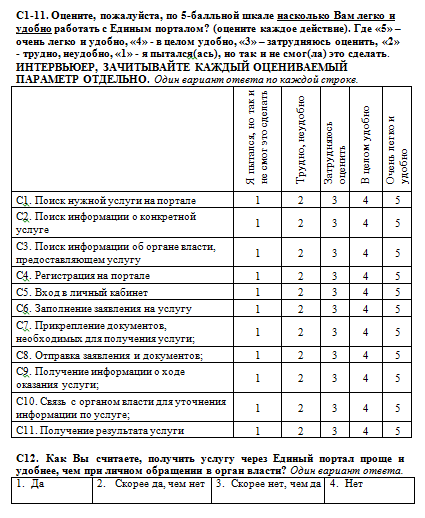 С1-11. Оцените, пожалуйста, по 5-балльной шкале насколько Вам легко и
удобно работать с Единым порталом? (оцените каждое действие). Где «5» –
очень легко и удобно, «4» - в целом удобно, «3» – затрудняюсь оценить, «2»
- трудно, неудобно, «1» - я пытался(ась), но так и не смог(ла) это сделать.
ИНТЕРВЬЮЕР, ЗАЧИТЫВАЙТЕ КАЖДЫЙ ОЦЕНИВАЕМЫЙ
ПАРАМЕТР ОТДЕЛЬНО. Один вариант ответа по каждой строке.
Я пытался, но так и
не смог это сделать
Трудно, неудобно
Затрудняюсь
оценить
В целом удобно
Очень легко и
удобно
С1. Поиск нужной услуги на портале 1 2 3 4 5
С2. Поиск информации о конкретной
услуге 1 2 3 4 5
С3. Поиск информации об органе власти,
предоставляющем услугу 1 2 3 4 5
С4. Регистрация на портале 1 2 3 4 5
С5. Вход в личный кабинет 1 2 3 4 5
С6. Заполнение заявления на услугу 1 2 3 4 5
С7. Прикрепление документов,
необходимых для получения услуги; 1 2 3 4 5
С8. Отправка заявления и документов; 1 2 3 4 5
С9. Получение информации о ходе
оказания услуги; 1 2 3 4 5
С10. Связь с органом власти для уточнения
информации по услуге; 1 2 3 4 5
С11. Получение результата услуги 1 2 3 4 5
С12. Как Вы считаете, получить услугу через Единый портал проще и
удобнее, чем при личном обращении в орган власти? Один вариант ответа.
1. Да 2. Скорее да, чем нет 3. Скорее нет, чем да 4. Нет